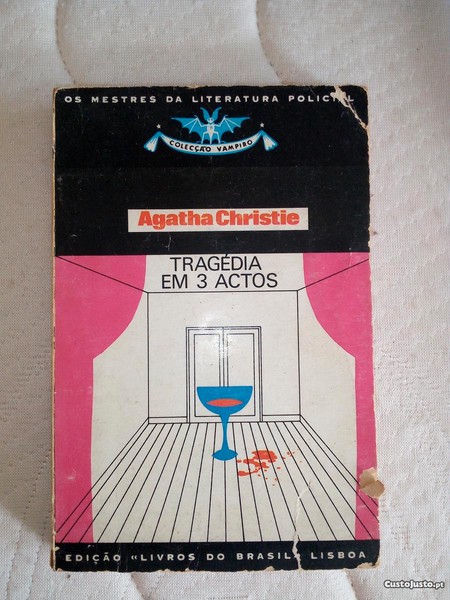 OS MESTRES DA LITERATURA POLICIAL
COLECÇÃO VAMPIRO
Agatha Christie
TRAGÉDIA
EM 3 ACTOS
EDIÇÃO «LIVROS DO BRASIL» LISBOA
CustoJusto.pt